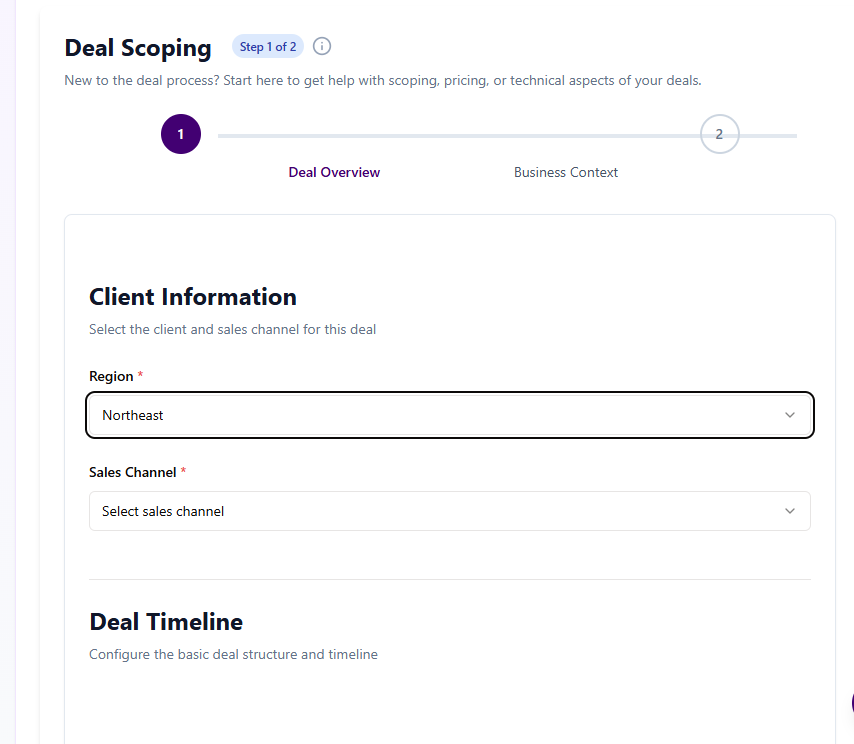 Deal Scoping Step 1 of 2
New to the deal process? Start here to get help with scoping, pricing, or technical aspects of your deals.
1 2
Deal Overview Business Context
Client Information
Select the client and sales channel for this deal
Region *
Northeast
Sales Channel *
Select sales channel
Deal Timeline
Configure the basic deal structure and timeline